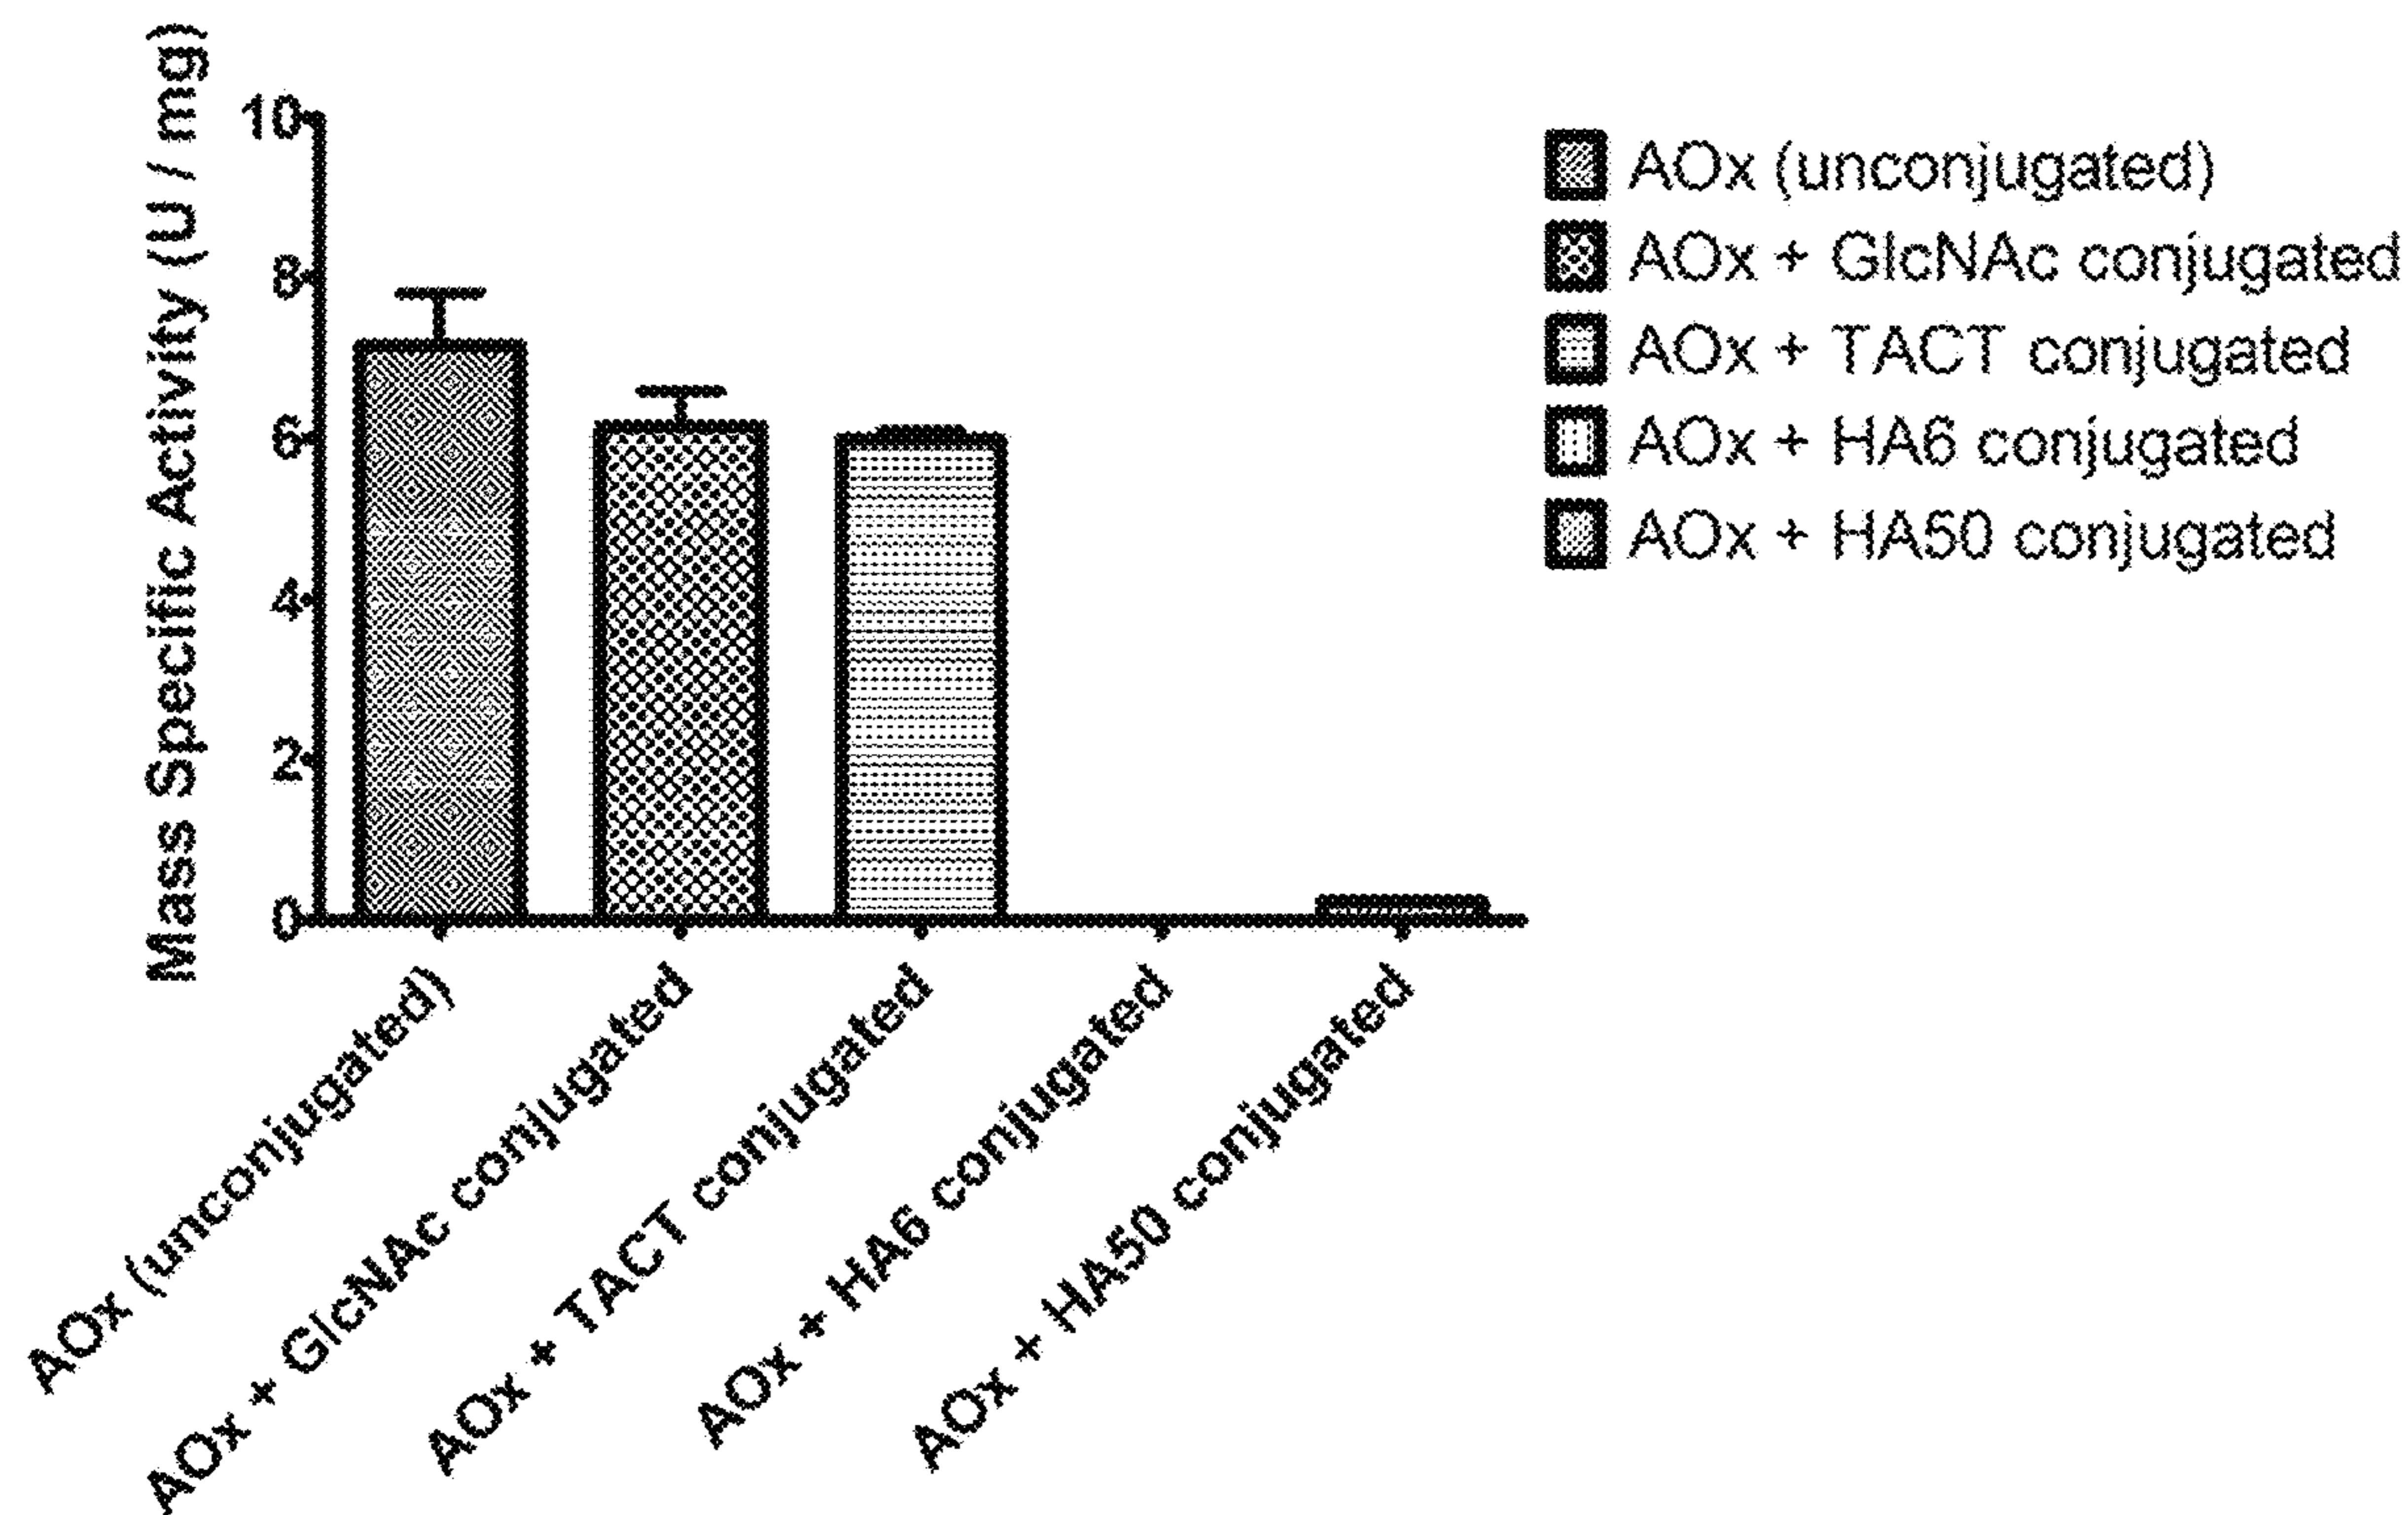 Mass Specific Activity (U / mg)
10
8
6
4
2
0
AOx (unconjugated)
AOx + GlcNAc conjugated
AOx + TACT conjugated
AOx + HA6 conjugated
AOx + HA50 conjugated
AOx (unconjugated)
AOx + GlcNAc conjugated
AOx + TACT conjugated
AOx + HA6 conjugated
AOx + HA50 conjugated